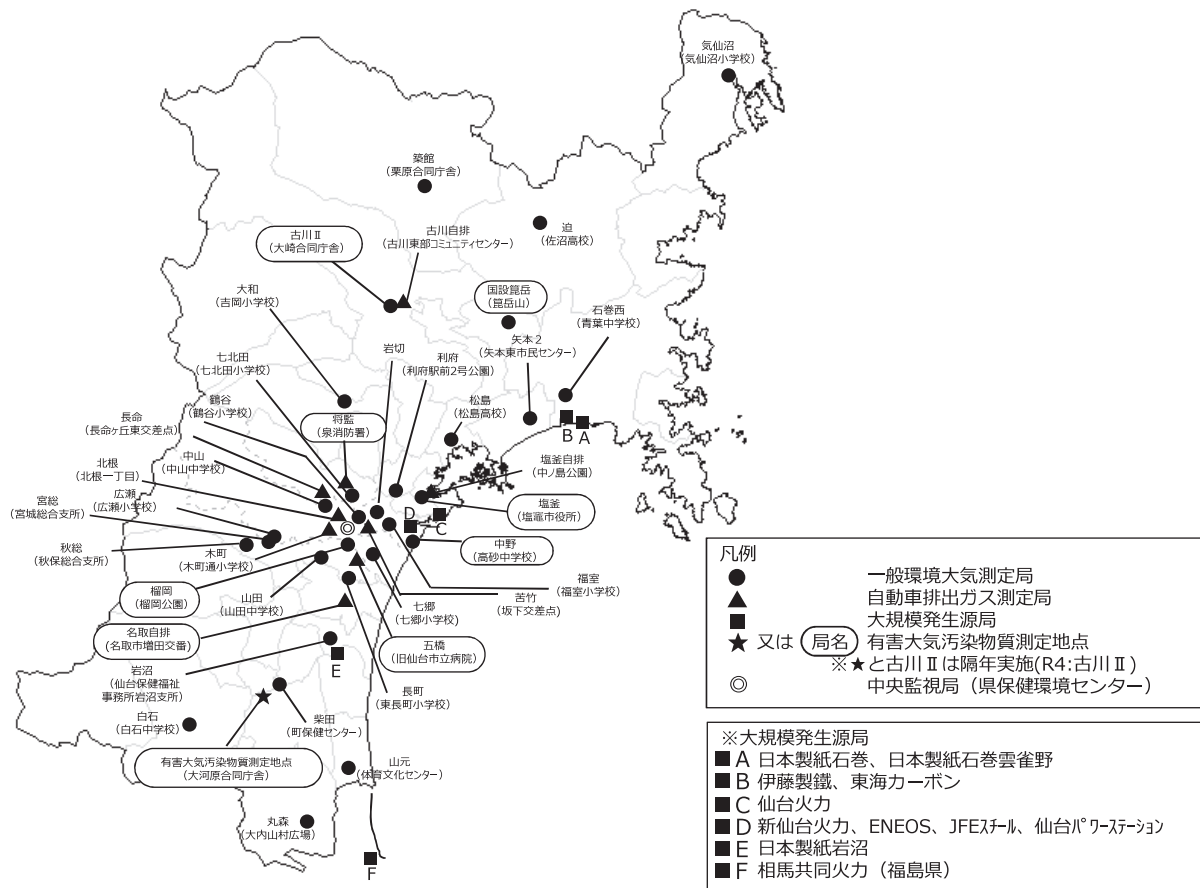 気仙沼
（気仙沼小学校）
築館
（栗原合同庁舎）
迫
（佐沼高校）
古川Ⅱ
（大崎合同庁舎）
古川自排
（古川東部コミュニティセンター）
国設箟岳
（箟岳山）
大和
（吉岡小学校）
石巻西
（青葉中学校）
矢本２
（矢本東市民センター）
岩切
利府
（利府駅前2号公園）
七北田
（七北田小学校）
鶴谷
（鶴谷小学校）
将監
（泉消防署）
松島
（松島高校）
長命
（長命ヶ丘東交差点）
中山
（中山中学校）
北根
（北根一丁目）
広瀬
（広瀬小学校）
宮総
（宮城総合支所）
秋総
（秋保総合支所）
木町
（木町通小学校）
B
A
塩釜自排
（中ノ島公園）
塩釜
（塩竈市役所）
D
C
中野
（高砂中学校）
福室
（福室小学校）
苦竹
（坂下交差点）
七郷
（七郷小学校）
榴岡
（榴岡公園）
山田
（山田中学校）
名取自排
（名取市増田交番）
五橋
（旧仙台市立病院）
岩沼
（仙台保健福祉
事務所岩沼支所）
E
長町
（東長町小学校）
白石
（白石中学校）
柴田
（町保健センター）
有害大気汚染物質測定地点
（大河原合同庁舎）
山元
（体育文化センター）
丸森
（大内山村広場）
F
凡例
一般環境大気測定局
自動車排出ガス測定局
大規模発生源局
★ 又は 局名 有害大気汚染物質測定地点
※★と古川Ⅱは隔年実施(R4:古川Ⅱ)
◎ 中央監視局（県保健環境センター）
※大規模発生源局
■A 日本製紙石巻、日本製紙石巻雲雀野
■B 伊藤製鐵、東海カーボン
■C 仙台火力
■D 新仙台火力、ENEOS、JFEｽﾁｰﾙ、仙台ﾊﾟﾜｰｽﾃｰｼｮﾝ
■E 日本製紙岩沼
■F 相馬共同火力（福島県）